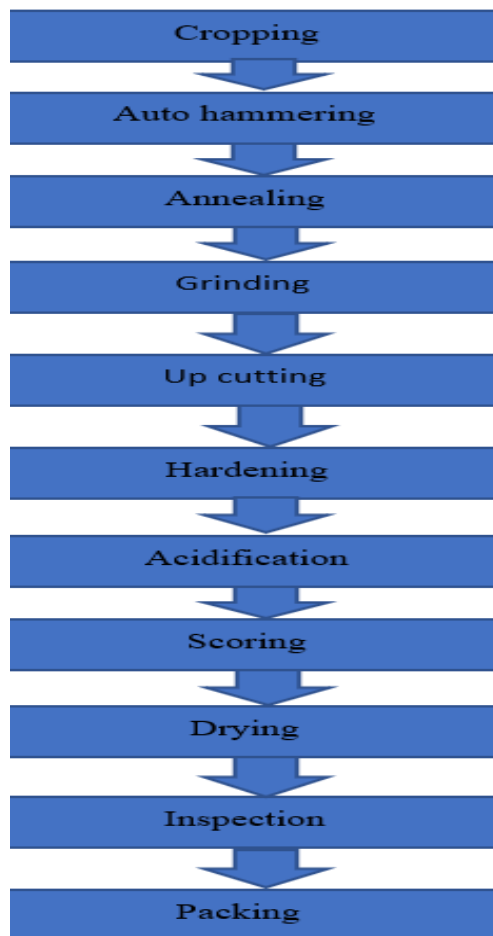 Cropping
Auto hammering
Annealing
Grinding
Up cutting
Hardening
Acidification
Scoring
Drying
Inspection
Packing